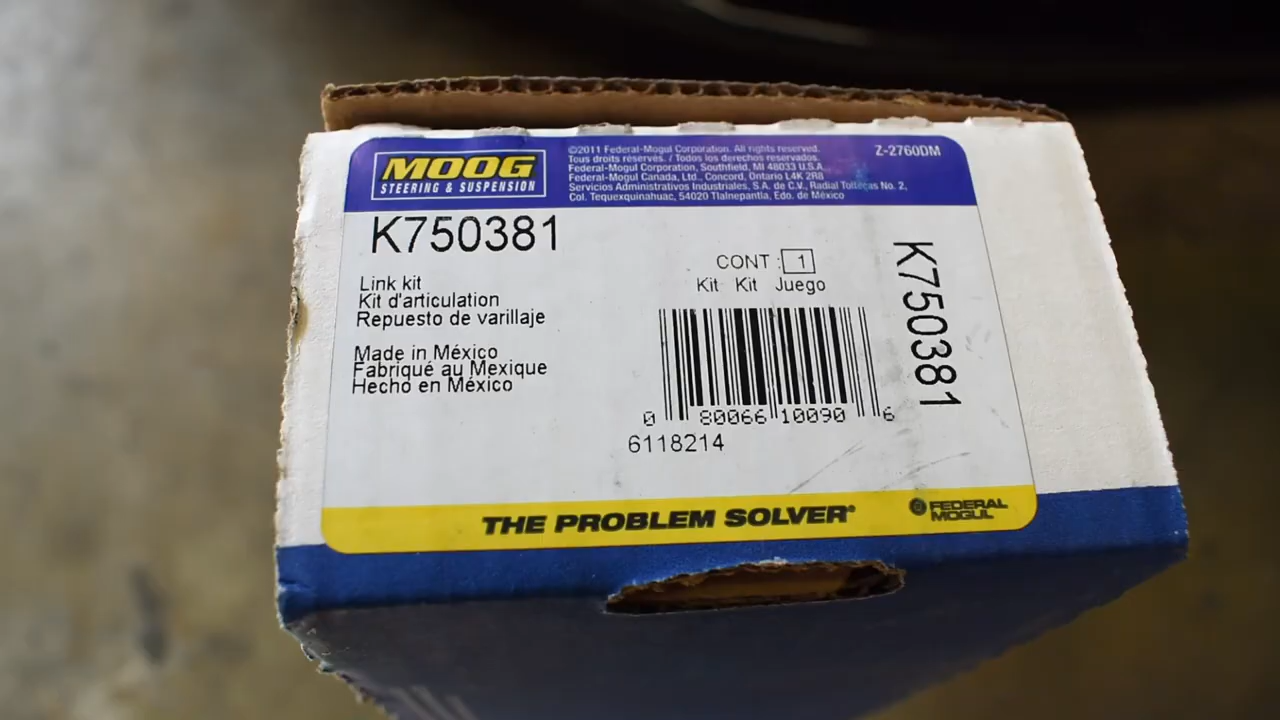 MOOG
STEERING & SUSPENSION
©2011 Federal-Mogul Corporation. All rights reserved.
Tous droits réservés. / Todos los derechos reservados.
Federal-Mogul Corporation, Southfield, MI 48033 U.S.A.
Federal-Mogul Canada, Ltd., Concord, Ontario L4K 2R8
Servicios Administrativos Industriales, S.A. de C.V., Radial Toltecas No. 2,
Col. Tequexquinahuac, 54020 Tlalnepantla, Edo. de México
Z-2760DM
K750381
Link kit
Kit d'articulation
Repuesto de varillaje
Made in México
Fabriqué au Mexique
Hecho en México
CONT : 1
Kit Kit Juego
0 80066 10090 6
6118214
K750381
THE PROBLEM SOLVER®
FEDERAL
MOGUL